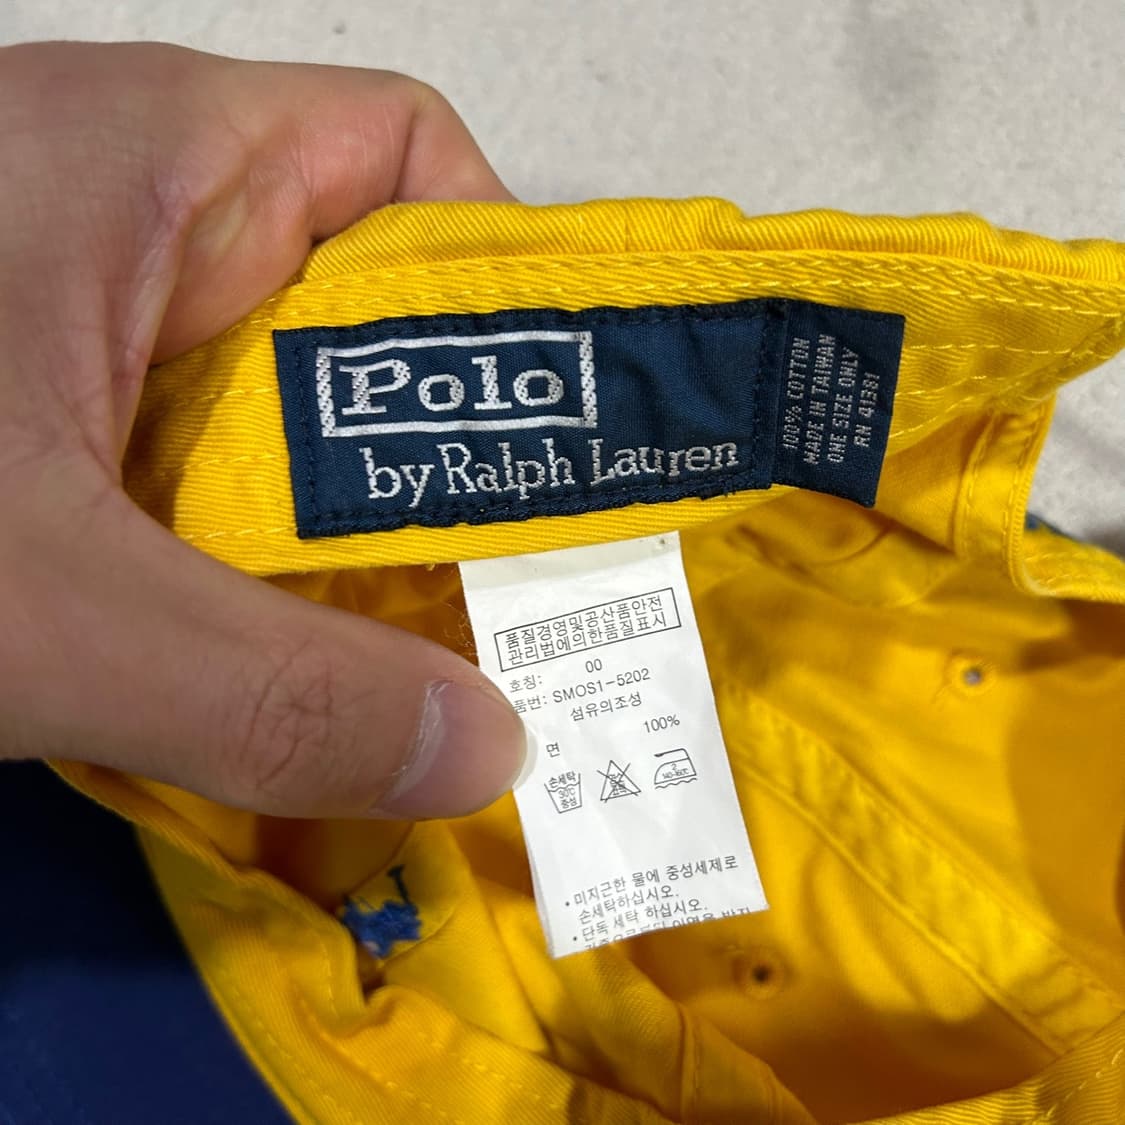 Polo
by Ralph Lauren
100% COTTON
MADE IN TAIWAN
ONE SIZE ONLY
RN 41381
품질경영및공산품안전
관리법에의한품질표시
호칭: 00
품번: SMOS1-5202
섬유의조성
면 100%
손세탁
30℃
중성
2
140-160℃
• 미지근한 물에 중성세제로
손세탁하십시오.
• 단독 세탁 하십시오.